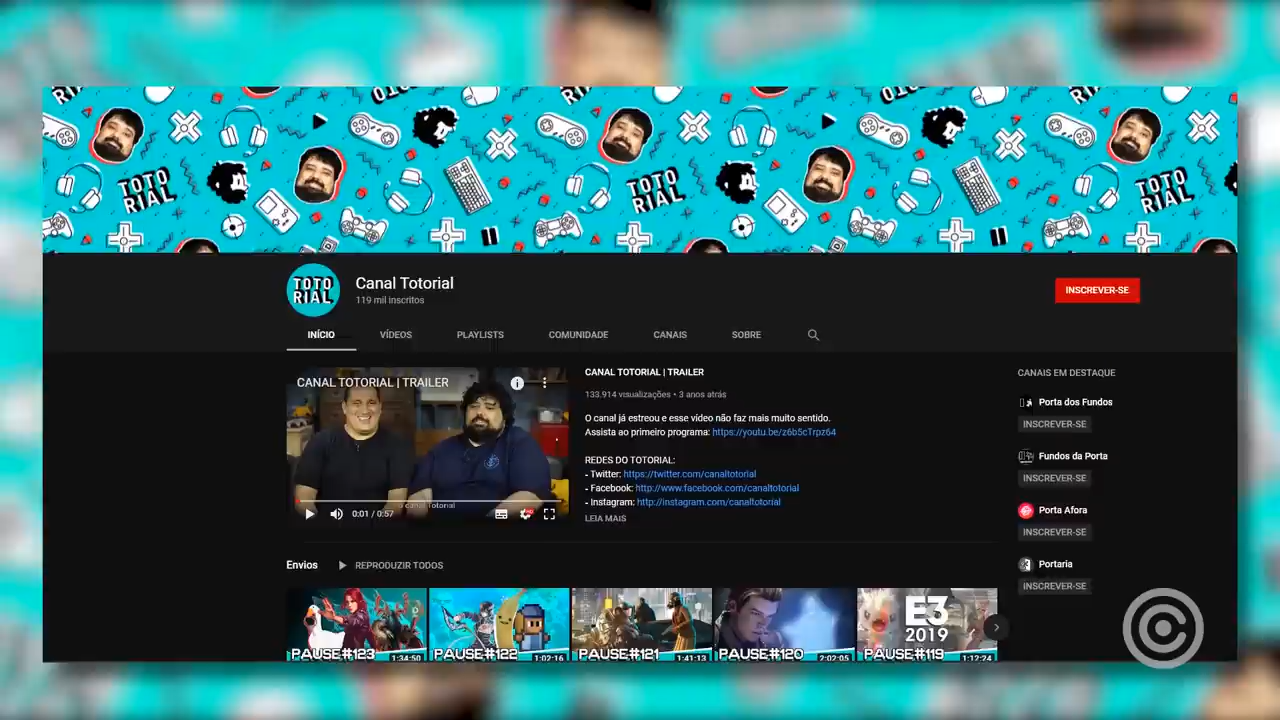 TOTO
RIAL
TOTO
RIAL
TOTO
RIAL
TOTO
RIAL
Canal Totorial
119 mil inscritos
INSCREVER-SE
INÍCIO
VÍDEOS
PLAYLISTS
COMUNIDADE
CANAIS
SOBRE
CANAL TOTORIAL | TRAILER
0:01 / 0:57
CANAL TOTORIAL | TRAILER
133.914 visualizações • 3 anos atrás
O canal já estreou e esse vídeo não faz mais muito sentido.
Assista ao primeiro programa: https://youtu.be/z6b5cTrpz64
REDES DO TOTORIAL:
- Twitter: https://twitter.com/canaltotorial
- Facebook: http://www.facebook.com/canaltotorial
- Instagram: http://instagram.com/canaltotorial
LEIA MAIS
CANAIS EM DESTAQUE
Porta dos Fundos
INSCREVER-SE
Fundos da Porta
INSCREVER-SE
Porta Afora
INSCREVER-SE
Portaria
INSCREVER-SE
Envios
REPRODUZIR TODOS
PAUSE#123
1:34:50
PAUSE#122
1:02:16
PAUSE#121
1:41:13
PAUSE#120
2:02:05
E3
2019
PAUSE#119
1:12:24